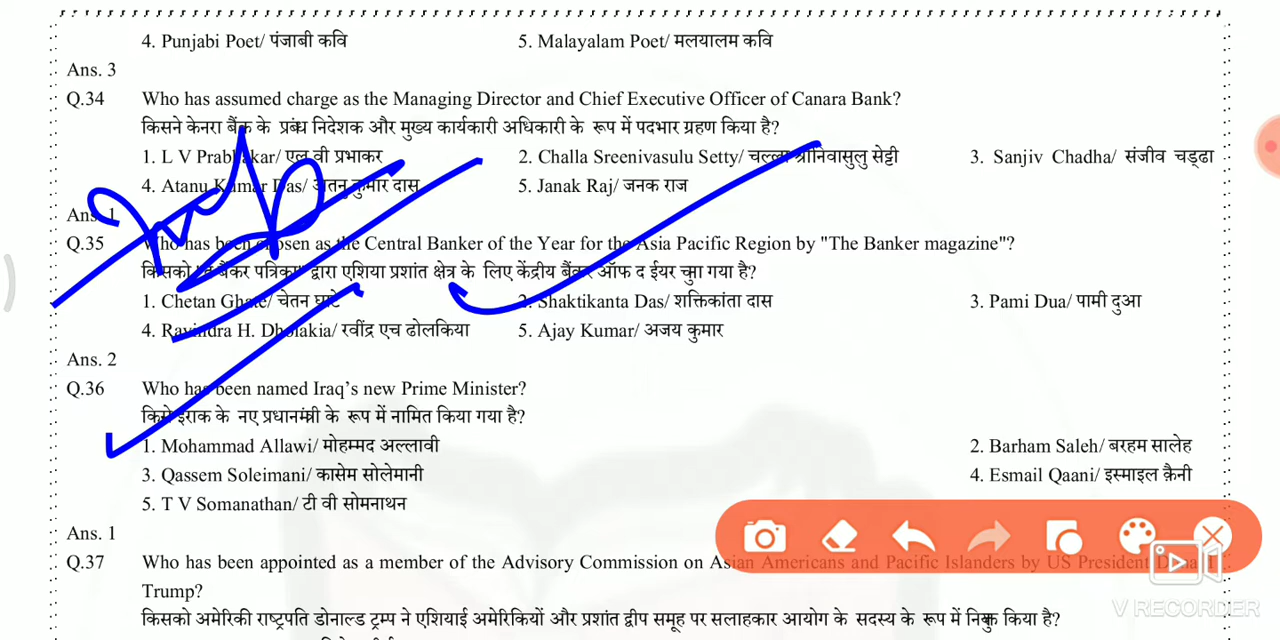 4. Punjabi Poet/ पंजाबी कवि 5. Malayalam Poet/ मलयालम कवि
Ans. 3
Q.34 Who has assumed charge as the Managing Director and Chief Executive Officer of Canara Bank?
किसने केनरा बैंक के प्रबंध निदेशक और मुख्य कार्यकारी अधिकारी के रूप में पदभार ग्रहण किया है?
1. L V Prabhakar/ एल वी प्रभाकर 2. Challa Sreenivasulu Setty/ चल्ला श्रीनिवासुलु सेट्टी 3. Sanjiv Chadha/ संजीव चड्ढा
4. Atanu Kumar Das/ अतनु कुमार दास 5. Janak Raj/ जनक राज
Ans. 1
Q.35 Who has been chosen as the Central Banker of the Year for the Asia Pacific Region by "The Banker magazine"?
किसको द बैंकर पत्रिका द्वारा एशिया प्रशांत क्षेत्र के लिए केंद्रीय बैंकर ऑफ द ईयर चुना गया है?
1. Chetan Ghate/ चेतन घाटे 2. Shaktikanta Das/ शक्तिकांता दास 3. Pami Dua/ पामी दुआ
4. Ravindra H. Dholakia/ रवींद्र एच ढोलकिया 5. Ajay Kumar/ अजय कुमार
Ans. 2
Q.36 Who has been named Iraq's new Prime Minister?
किसे इराक के नए प्रधानमंत्री के रूप में नामित किया गया है?
1. Mohammad Allawi/ मोहम्मद अल्लावी 2. Barham Saleh/ बरहम सालेह
3. Qassem Soleimani/ कासेम सोलेमानी 4. Esmail Qaani/ इस्माइल क़ैनी
5. T V Somanathan/ टी वी सोमनाथन
Ans. 1
Q.37 Who has been appointed as a member of the Advisory Commission on Asian Americans and Pacific Islanders by US President Donald
Trump?
किसको अमेरिकी राष्ट्रपति डोनाल्ड ट्रम्प ने एशियाई अमेरिकियों और प्रशांत द्वीप समूह पर सलाहकार आयोग के सदस्य के रूप में नियुक्त किया है?
V RECORDER